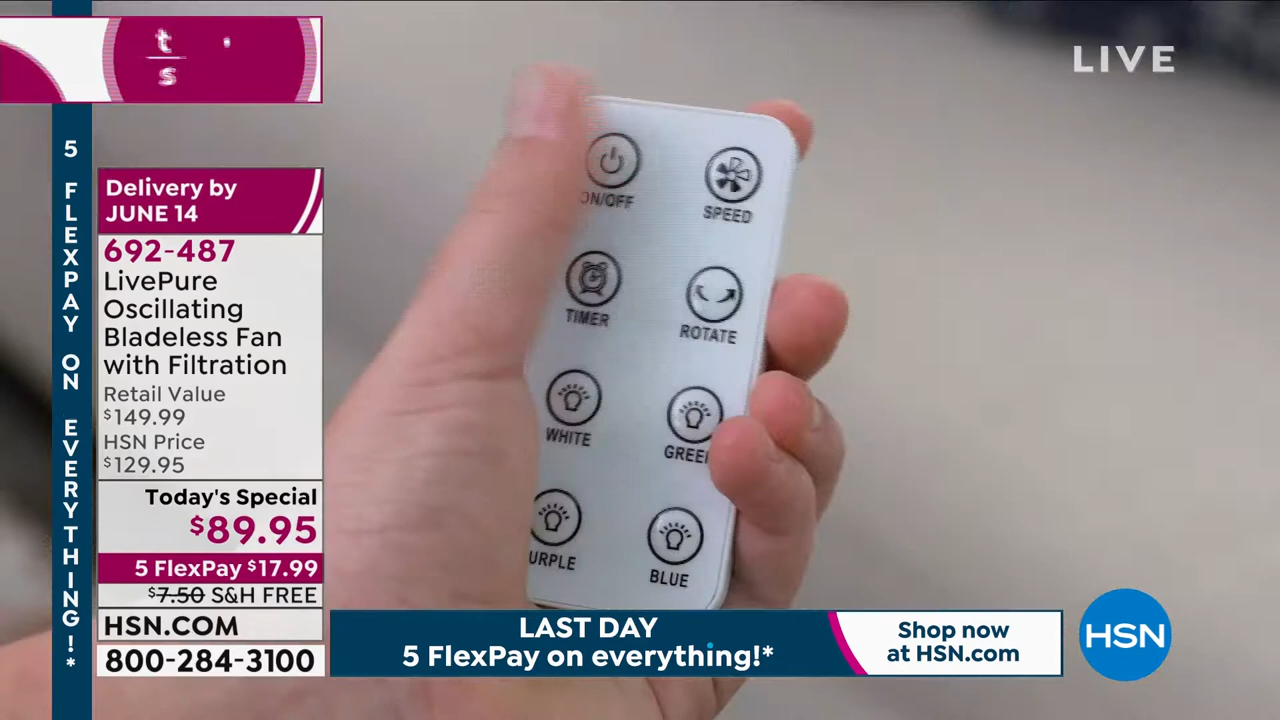 LIVE
t
s
5 FLEXPAY ON EVERYTHING!*
Delivery by
JUNE 14
692-487
LivePure
Oscillating
Bladeless Fan
with Filtration
Retail Value
$149.99
HSN Price
$129.95
Today's Special
$89.95
5 FlexPay $17.99
$7.50 S&H FREE
HSN.COM
800-284-3100
ON/OFF
SPEED
TIMER
ROTATE
WHITE
GREEN
URPLE
BLUE
LAST DAY
5 FlexPay on everything!*
Shop now
at HSN.com
HSN